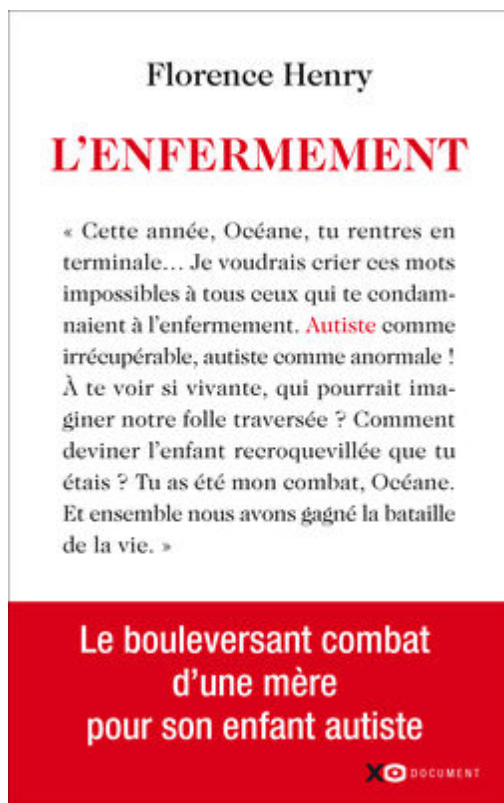 Florence Henry
L'ENFERMEMENT
« Cette année, Océane, tu rentres en
terminale... Je voudrais crier ces mots
impossibles à tous ceux qui te condam-
naient à l'enfermement. Autiste comme
irrécupérable, autiste comme anormale !
À te voir si vivante, qui pourrait ima-
giner notre folle traversée ? Comment
deviner l'enfant recroquevillée que tu
étais ? Tu as été mon combat, Océane.
Et ensemble nous avons gagné la bataille
de la vie. »
Le bouleversant combat
d'une mère
pour son enfant autiste
XO DOCUMENT